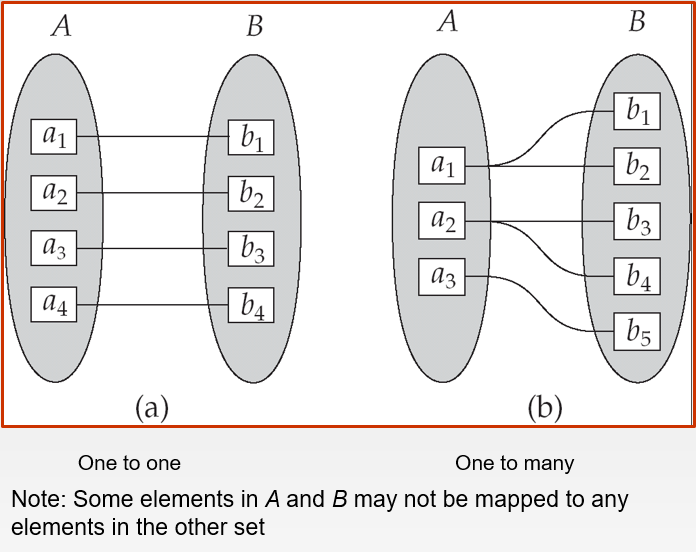 A B A B
a1 b1
a2 b2
a3 b3
a4 b4
a1 b1
a2 b2
a3 b3
b4
b5
(a) (b)
One to one One to many
Note: Some elements in A and B may not be mapped to any
elements in the other set